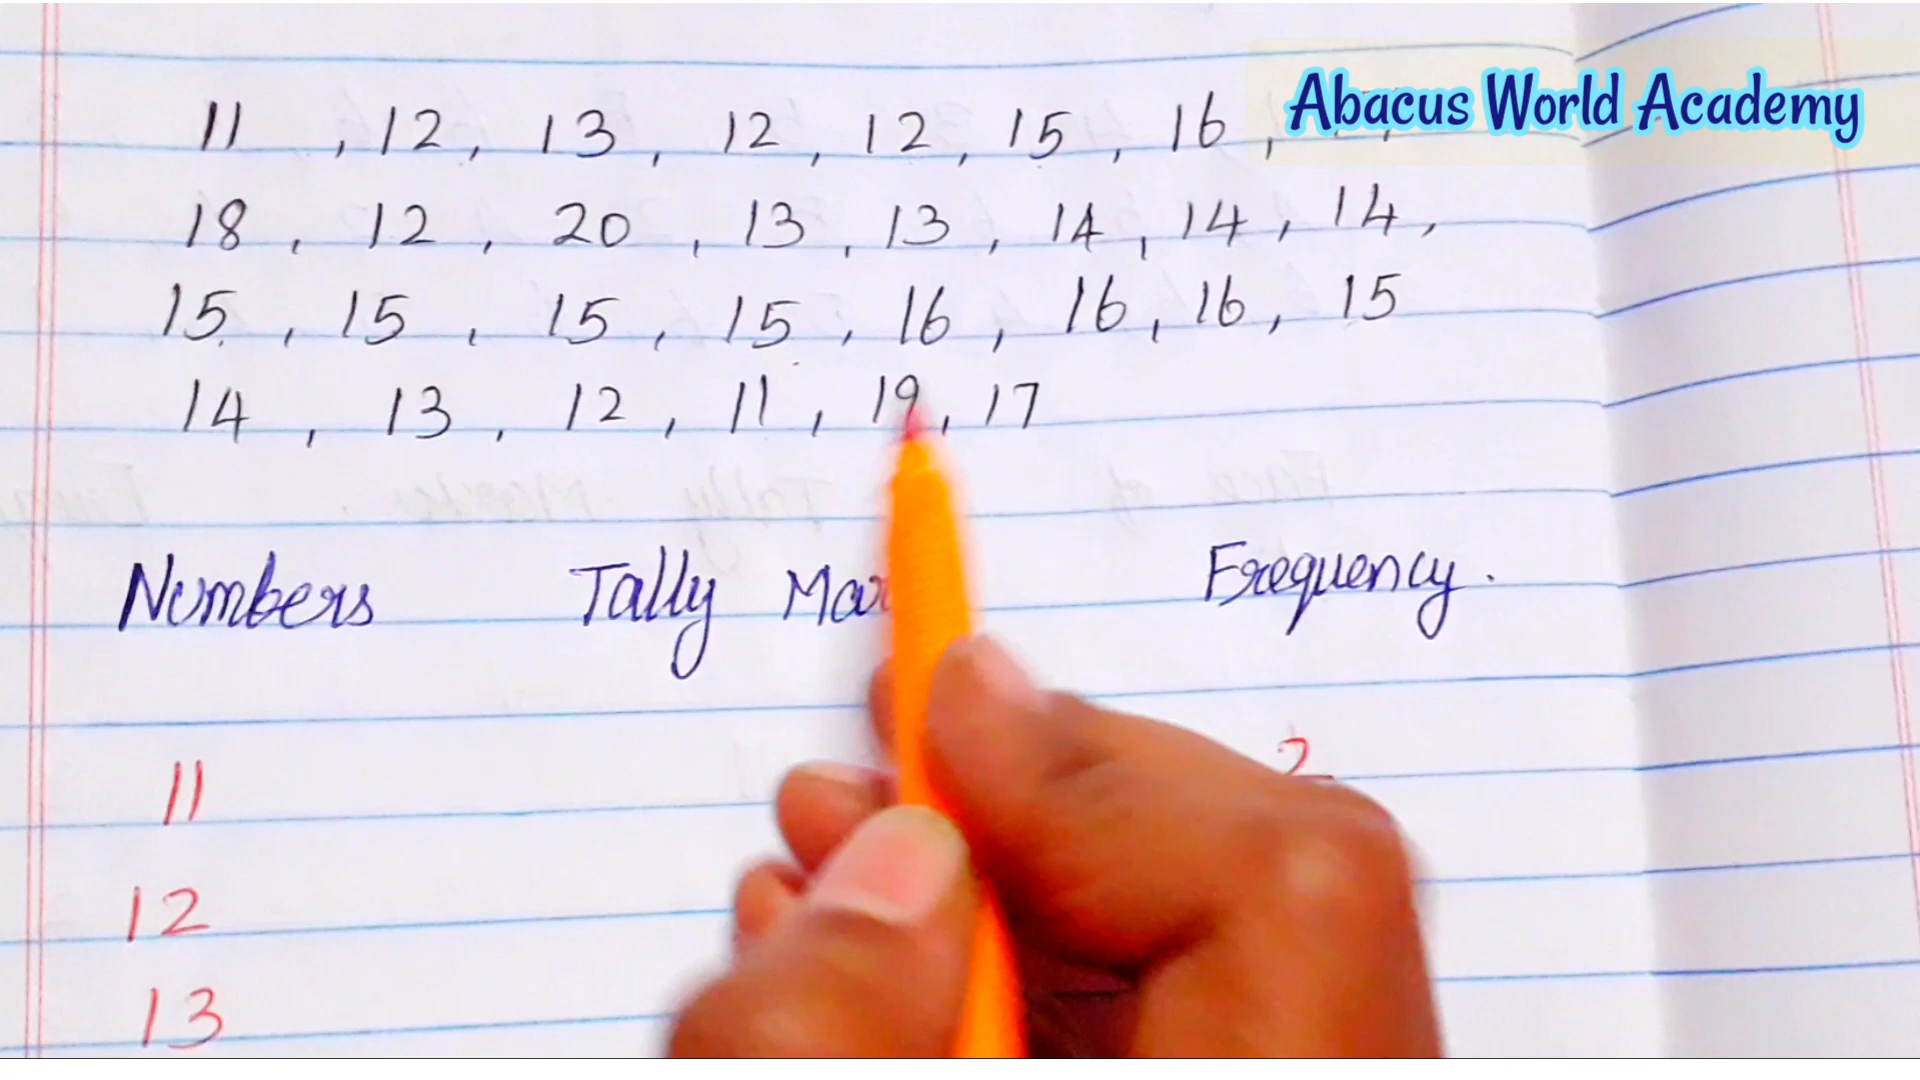 Abacus World Academy
11 , 12 , 13 , 12 , 12 , 15 , 16 ,
18 , 12 , 20 , 13 , 13 , 14 , 14 , 14 ,
15 , 15 , 15 , 15 , 16 , 16 , 16 , 15
14 , 13 , 12 , 11 , 19 , 17
Numbers Tally Frequency .
11 2
12
13